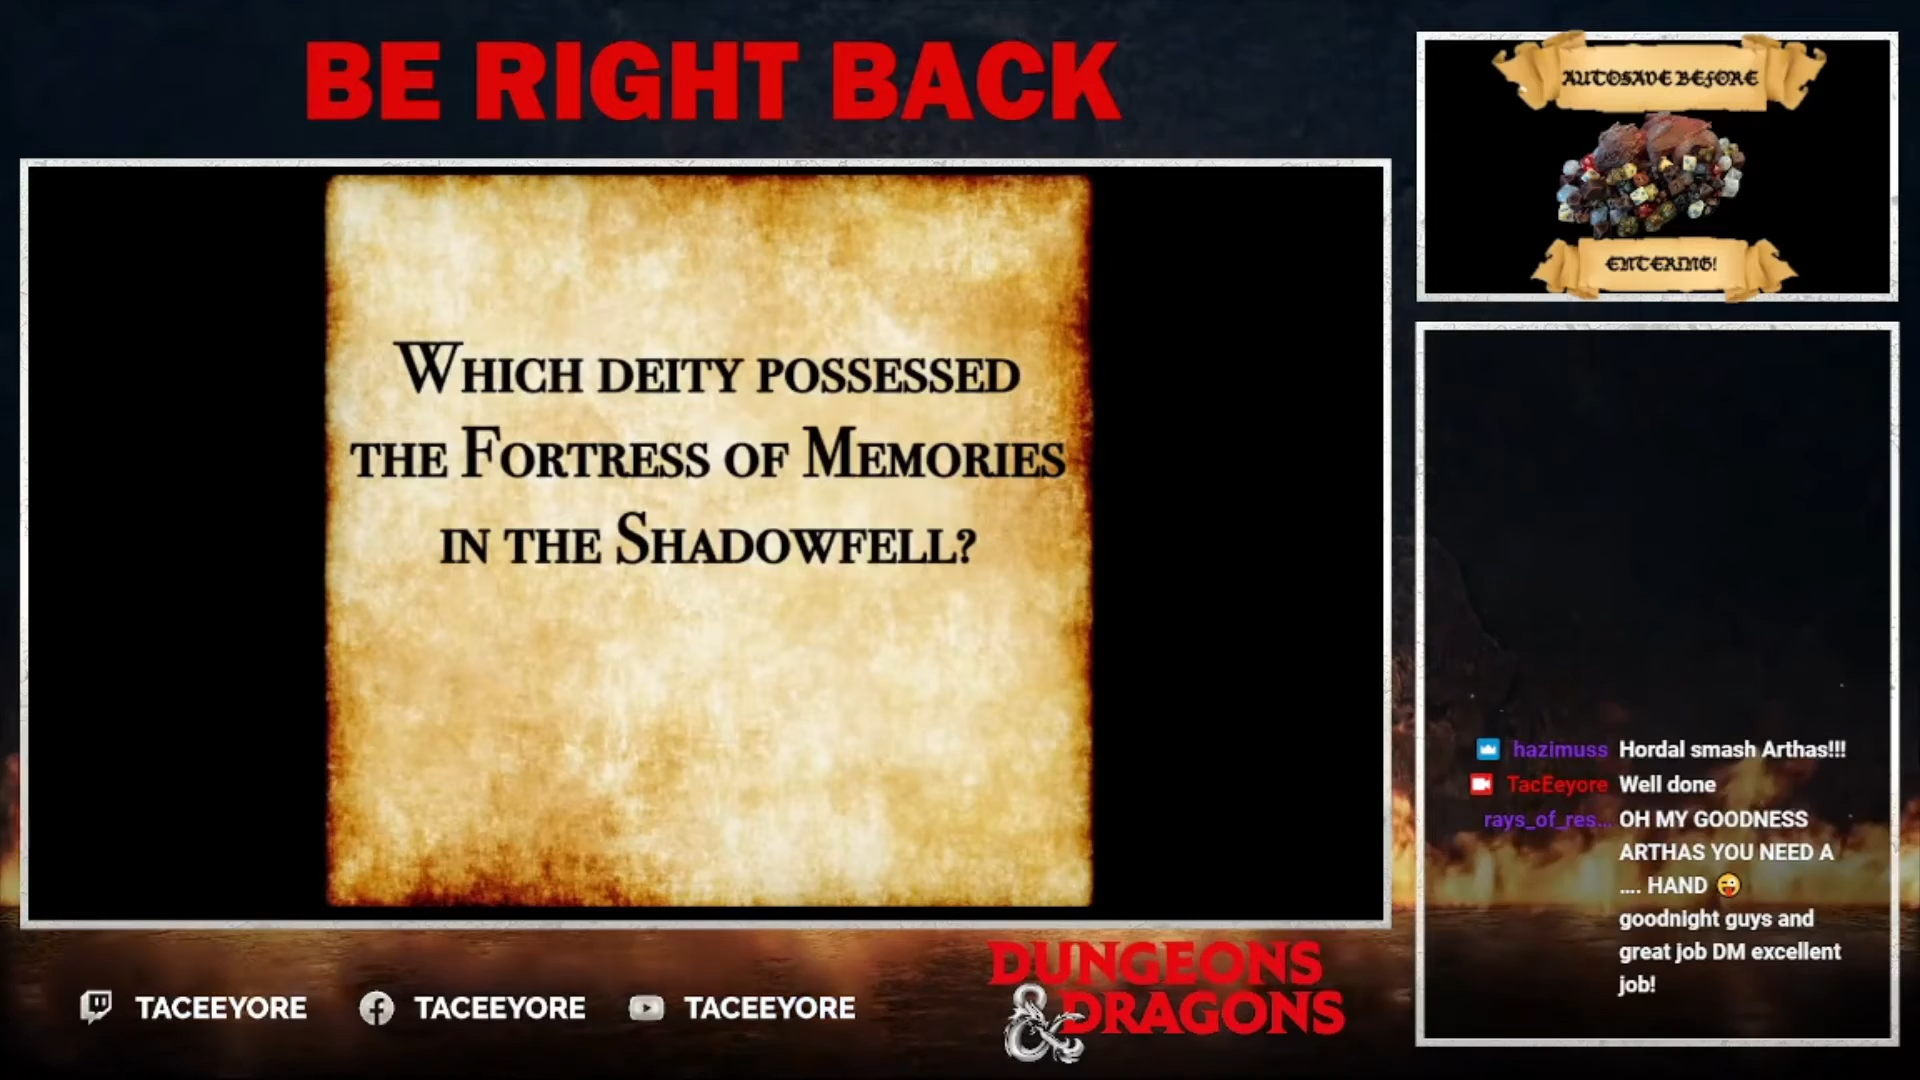 BE RIGHT BACK
AUTOSAVE BEFORE
ENTERING!
WHICH DEITY POSSESSED
THE FORTRESS OF MEMORIES
IN THE SHADOWFELL?
hazimuss Hordal smash Arthas!!!
TacEeyore Well done
rays_of_res... OH MY GOODNESS
ARTHAS YOU NEED A
.... HAND 😜
goodnight guys and
great job DM excellent
job!
TACEEYORE TACEEYORE TACEEYORE
DUNGEONS
& DRAGONS